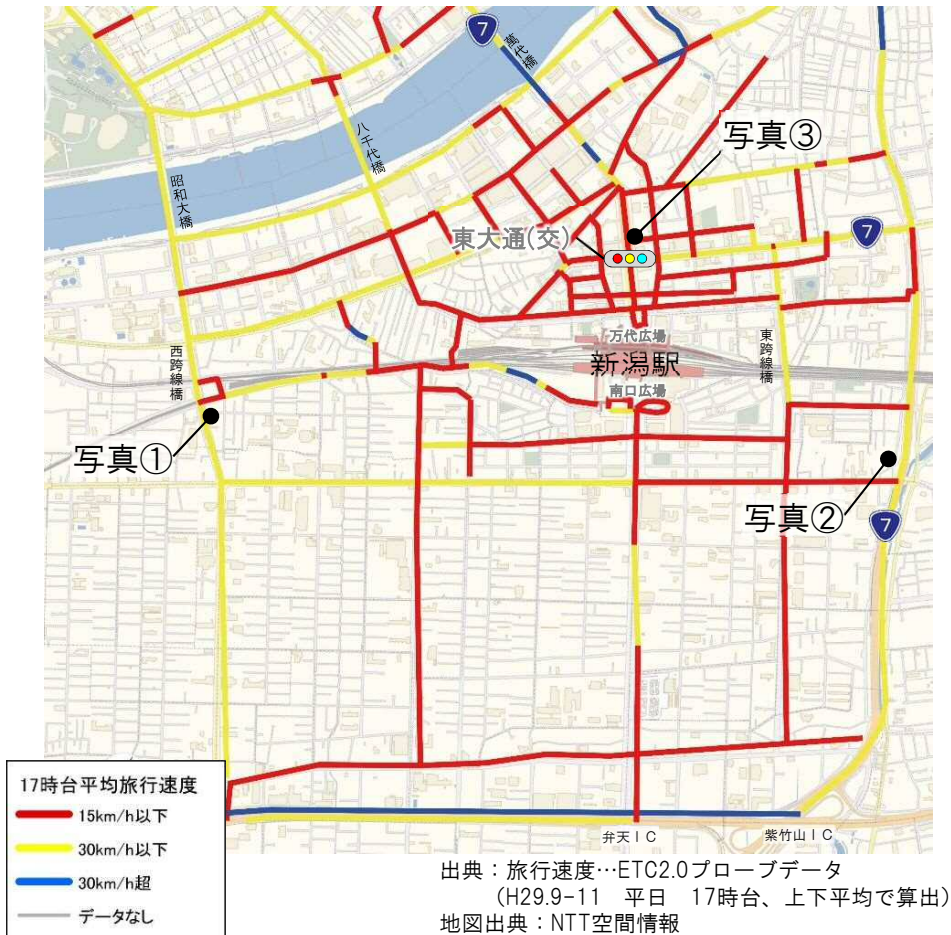 7
萬代橋
八千代橋
昭和大橋
写真③
東大通(交)
7
万代広場
新潟駅
南口広場
東跨線橋
西跨線橋
写真①
写真②
7
17時台平均旅行速度
15km/h以下
30km/h以下
30km/h超
データなし
弁天IC
紫竹山IC
出典：旅行速度…ETC2.0プローブデータ
（H29.9-11　平日　17時台、上下平均で算出）
地図出典：NTT空間情報